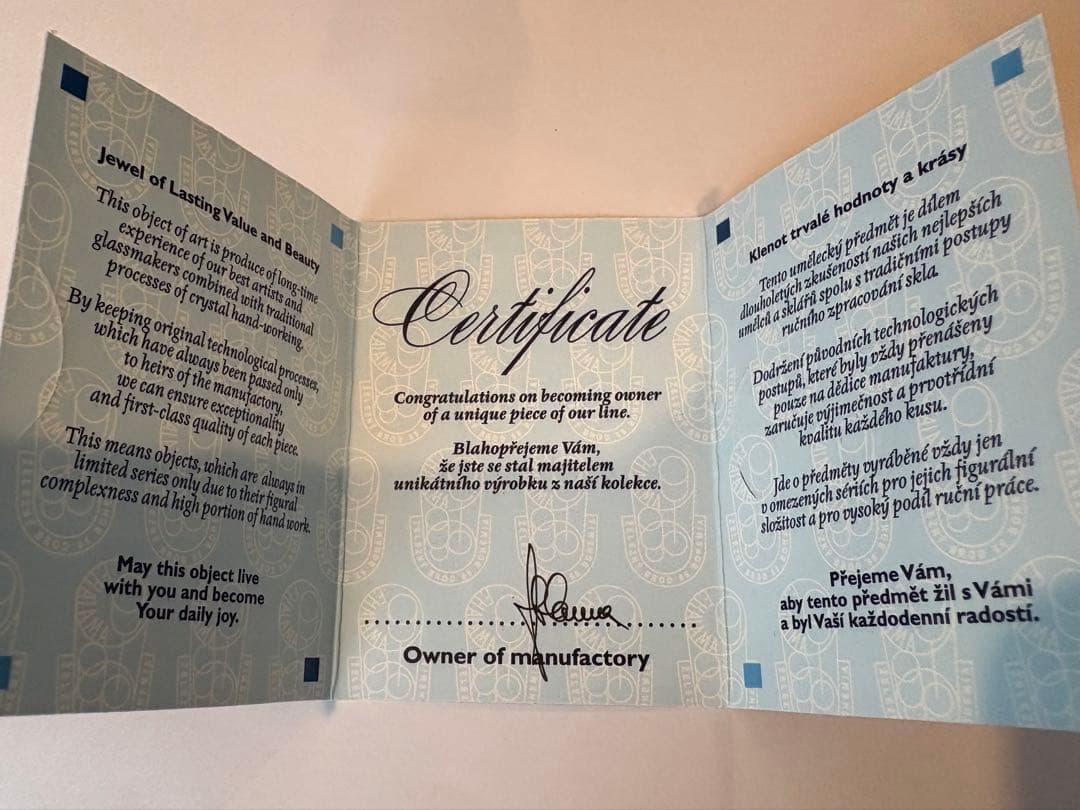 Jewel of Lasting Value and Beauty
This object of art is produce of long-time
experience of our best artists and
glassmakers combined with traditional
processes of crystal hand-working.
By keeping original technological processes,
which have always been passed only
to heirs of the manufactory,
we can ensure exceptionality
and first-class quality of each piece.
This means objects, which are always in
limited series only due to their figural
complexness and high portion of hand work.
May this object live
with you and become
Your daily joy.
Certificate
Congratulations on becoming owner
of a unique piece of our line.
Blahopřejeme Vám,
že jste se stal majitelem
unikátního výrobku z naší kolekce.
Owner of manufactory
Klenot trvalé hodnoty a krásy
Tento umělecký předmět je dílem
dlouholetých zkušeností našich nejlepších
umělců a sklářů spolu s tradičními postupy
ručního zpracování skla.
Dodržení původních technologických
postupů, které byly vždy přenášeny
pouze na dědice manufaktury,
zaručuje výjimečnost a prvotřídní
kvalitu každého kusu.
Jde o předměty vyráběné vždy jen
v omezených sériích pro jejich figurální
složitost a pro vysoký podíl ruční práce.
Přejeme Vám,
aby tento předmět žil s Vámi
a byl Vaší každodenní radostí.